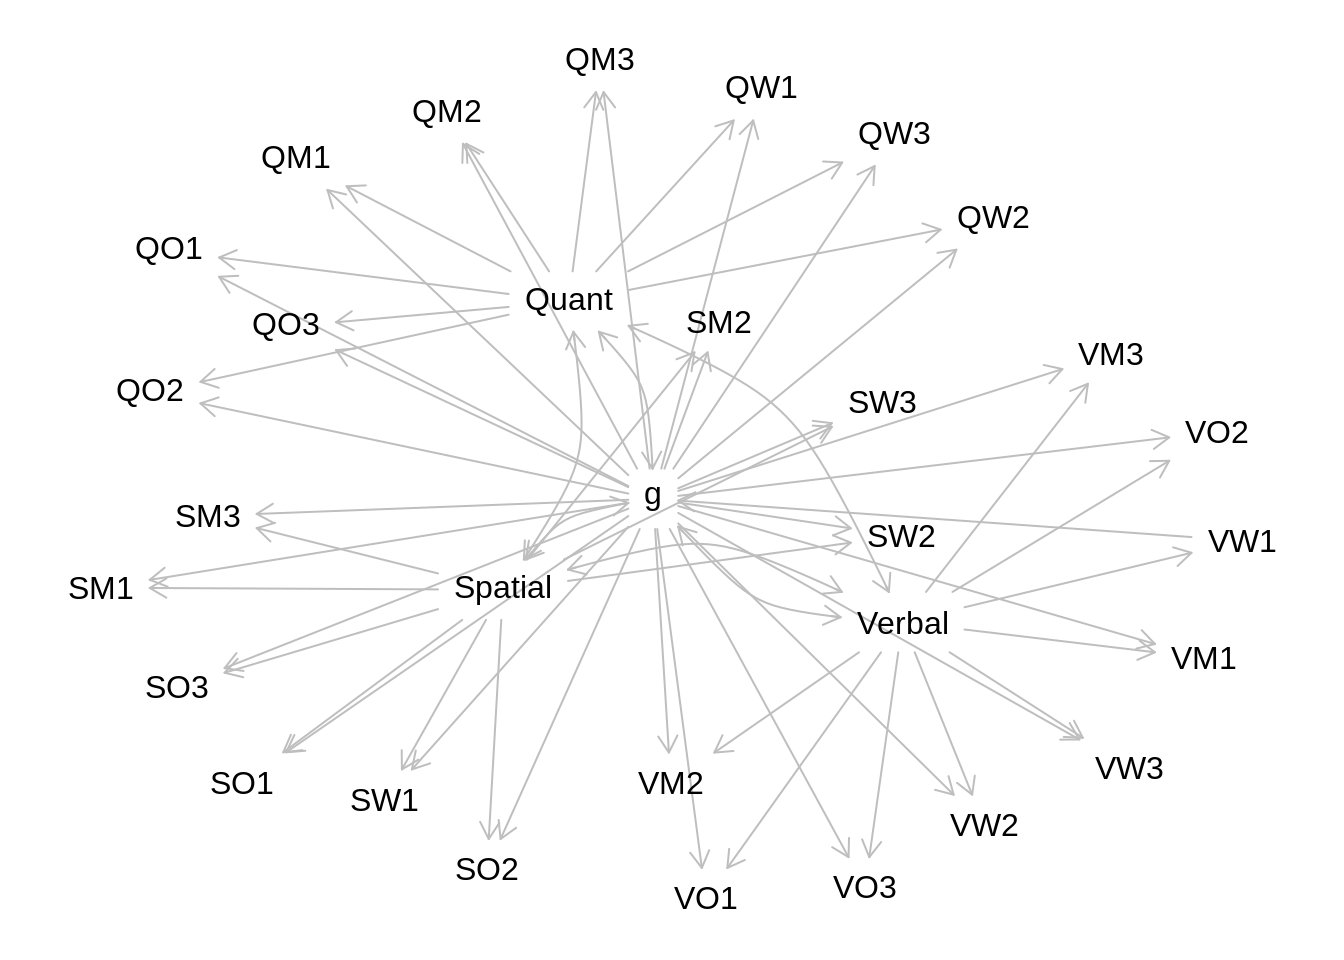 QM3
QW1
QM2
QW3
QM1
QW2
QO1
Quant
SM2
QO3
VM3
QO2
SW3
VO2
g
SM3
SW2
VW1
Spatial
SM1
Verbal
VM1
SO3
VW3
SO1
VM2
SW1
VW2
SO2
VO3
VO1